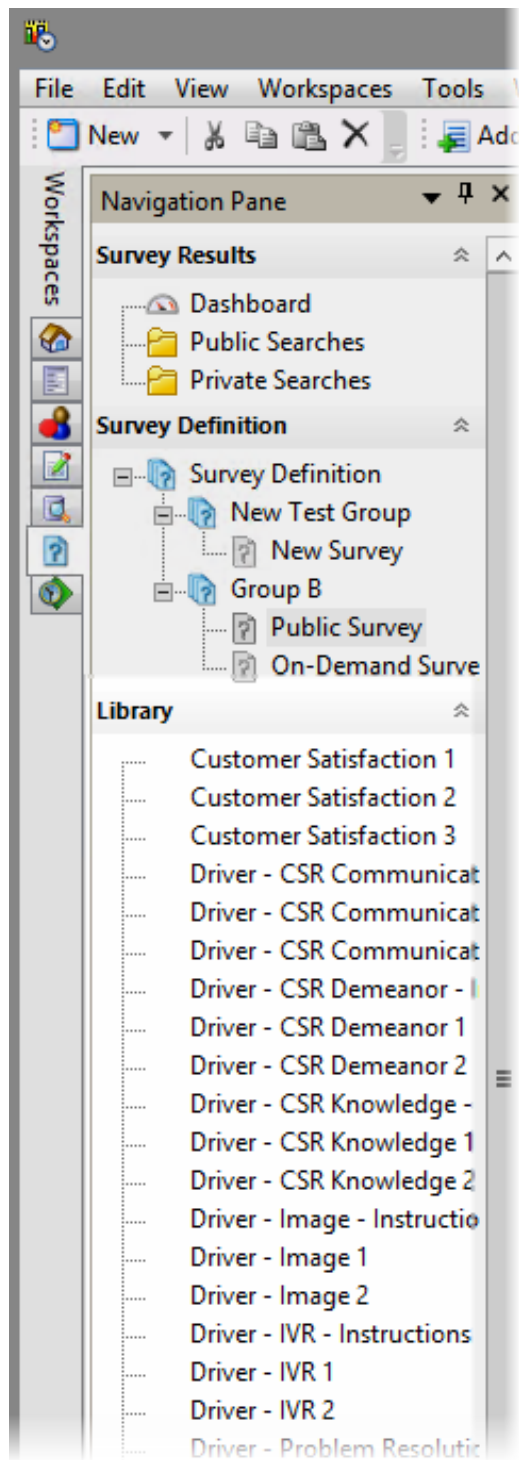 File Edit View Workspaces Tools
New Add
Workspaces
Navigation Pane
Survey Results
Dashboard
Public Searches
Private Searches
Survey Definition
Survey Definition
New Test Group
New Survey
Group B
Public Survey
On-Demand Surve
Library
Customer Satisfaction 1
Customer Satisfaction 2
Customer Satisfaction 3
Driver - CSR Communicat
Driver - CSR Communicat
Driver - CSR Communicat
Driver - CSR Demeanor -
Driver - CSR Demeanor 1
Driver - CSR Demeanor 2
Driver - CSR Knowledge -
Driver - CSR Knowledge 1
Driver - CSR Knowledge 2
Driver - Image - Instructio
Driver - Image 1
Driver - Image 2
Driver - IVR - Instructions
Driver - IVR 1
Driver - IVR 2
Driver - Problem Resolutic